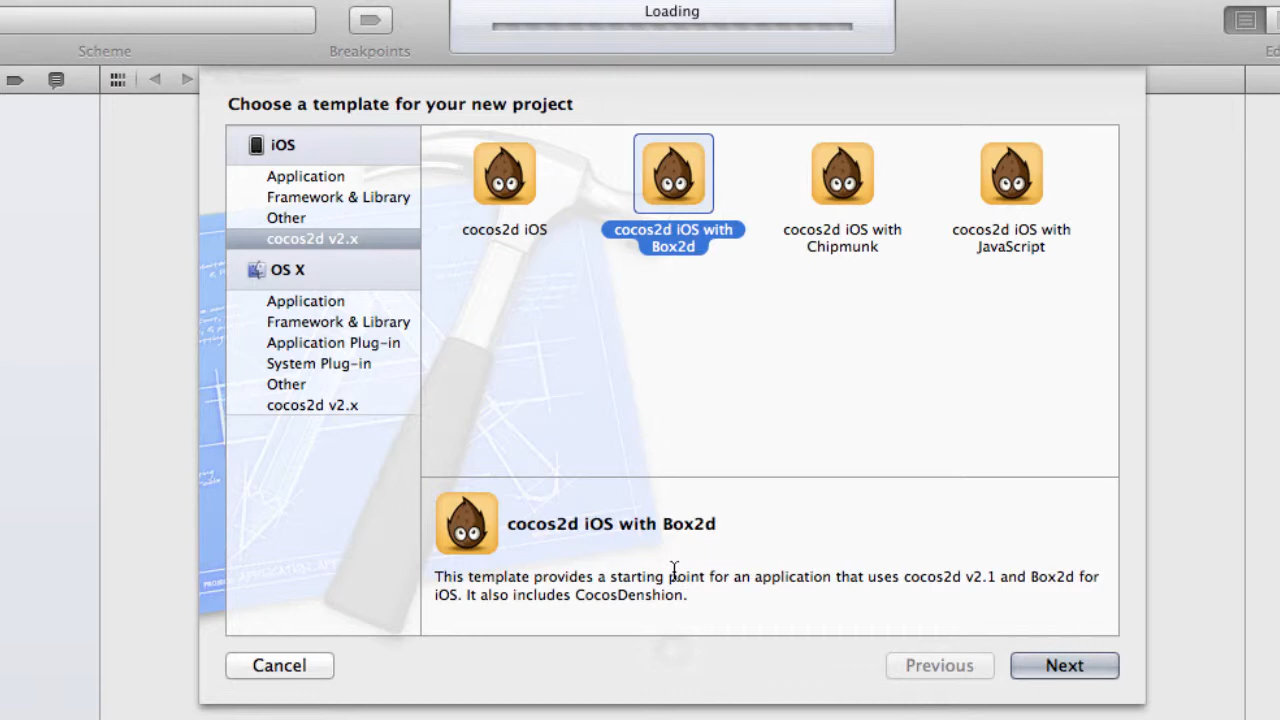 Loading
Scheme
Breakpoints
Ed
Choose a template for your new project
iOS
Application
Framework & Library
Other
cocos2d v2.x
OS X
Application
Framework & Library
Application Plug-in
System Plug-in
Other
cocos2d v2.x
cocos2d iOS
cocos2d iOS with
Box2d
cocos2d iOS with
Chipmunk
cocos2d iOS with
JavaScript
cocos2d iOS with Box2d
This template provides a starting point for an application that uses cocos2d v2.1 and Box2d for
iOS. It also includes CocosDenshion.
Cancel
Previous
Next